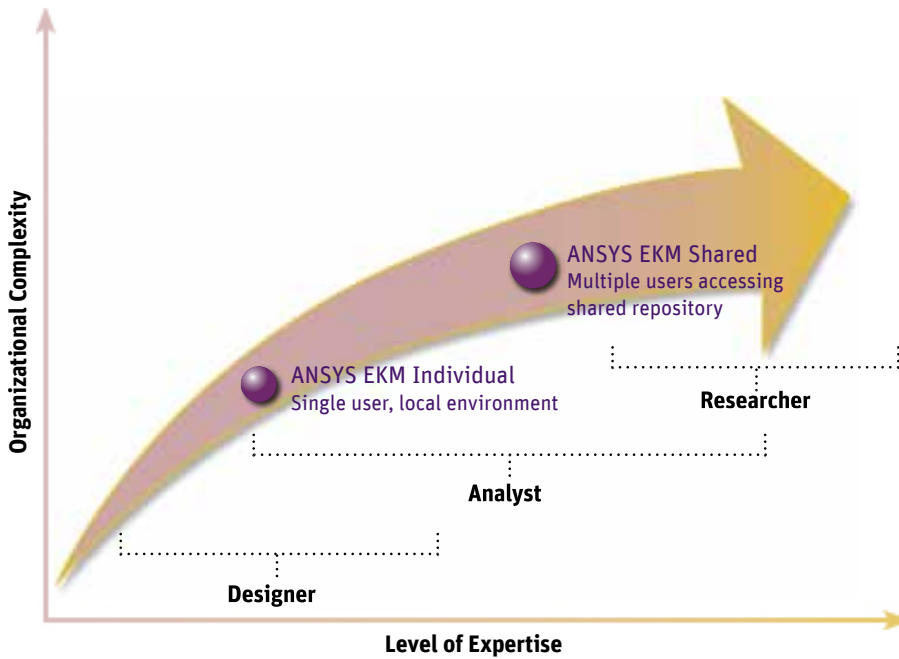 Organizational Complexity
ANSYS EKM Shared
Multiple users accessing
shared repository
ANSYS EKM Individual
Single user, local environment
Researcher
Analyst
Designer
Level of Expertise